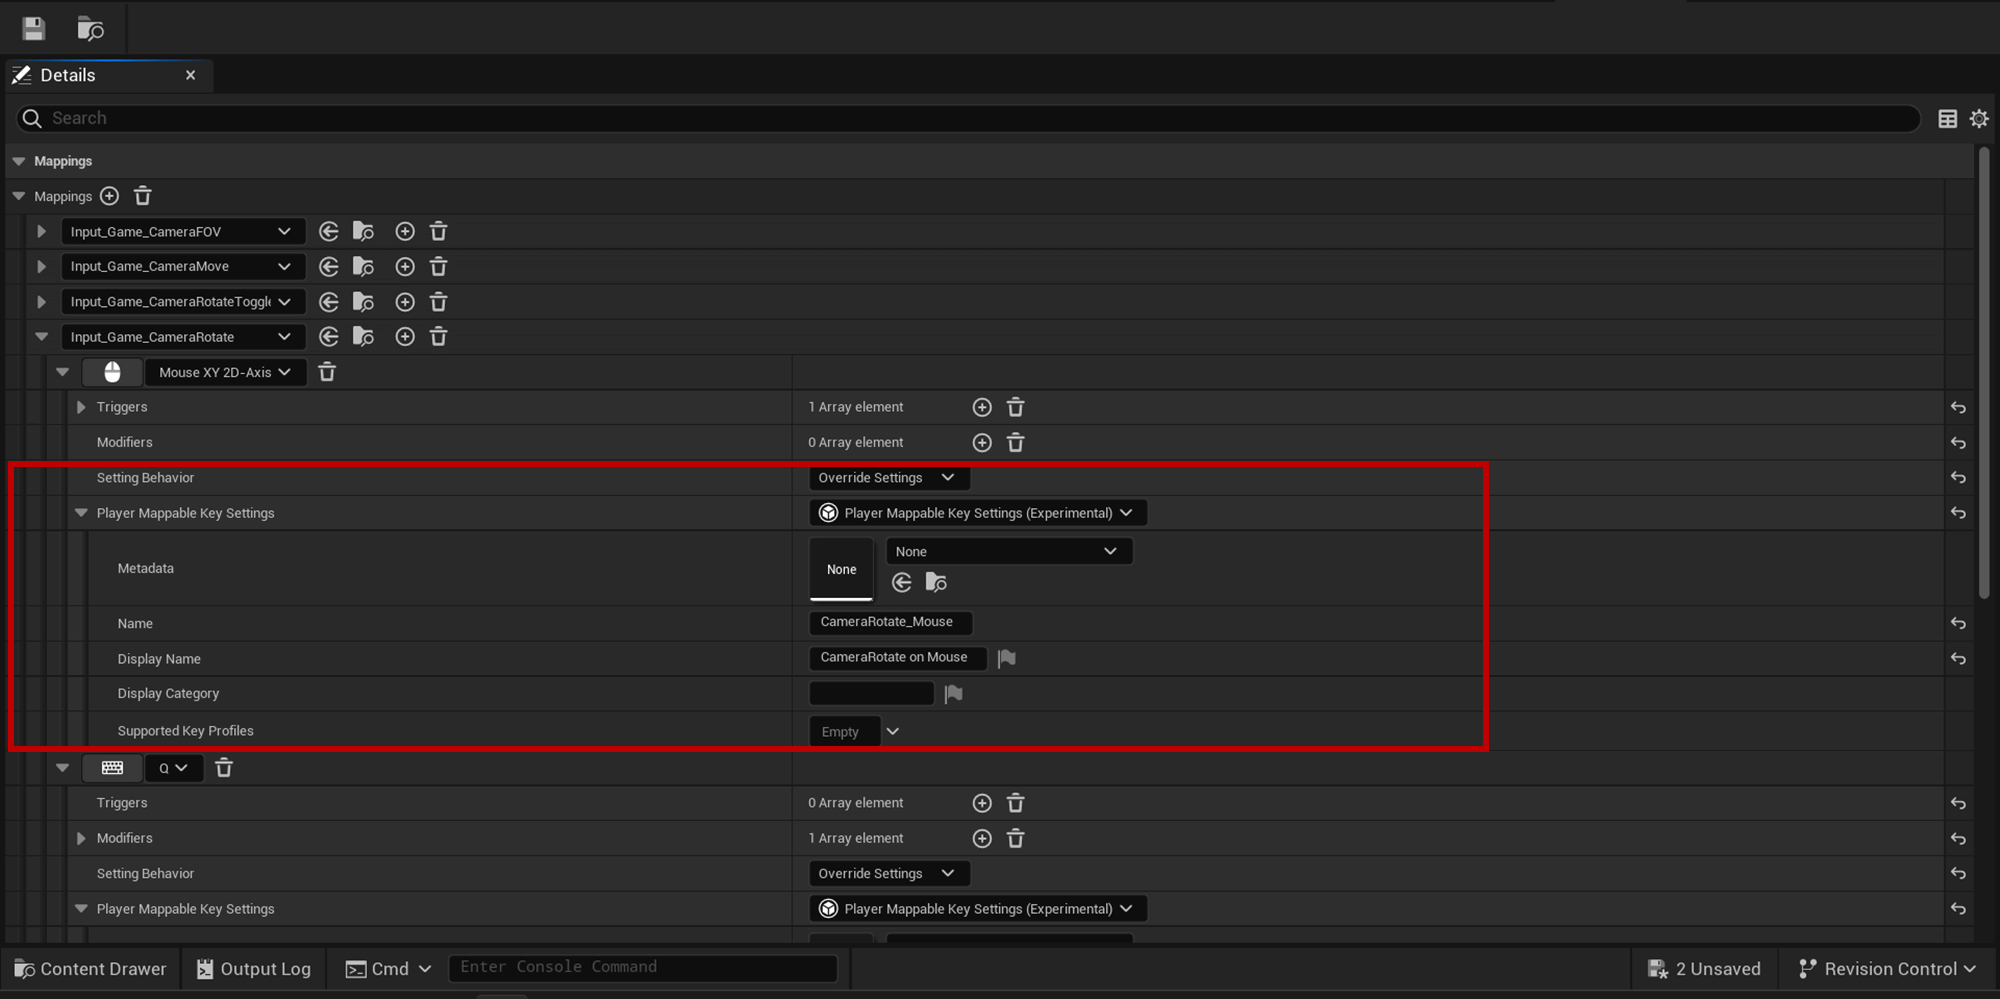 Details
Search
Mappings
Mappings
Input_Game_CameraFOV
Input_Game_CameraMove
Input_Game_CameraRotateToggle
Input_Game_CameraRotate
Mouse XY 2D-Axis
Triggers 1 Array element
Modifiers 0 Array element
Setting Behavior Override Settings
Player Mappable Key Settings Player Mappable Key Settings (Experimental)
Metadata None None
Name CameraRotate_Mouse
Display Name CameraRotate on Mouse
Display Category
Supported Key Profiles Empty
Q
Triggers 0 Array element
Modifiers 1 Array element
Setting Behavior Override Settings
Player Mappable Key Settings Player Mappable Key Settings (Experimental)
Content Drawer Output Log Cmd Enter Console Command 2 Unsaved Revision Control